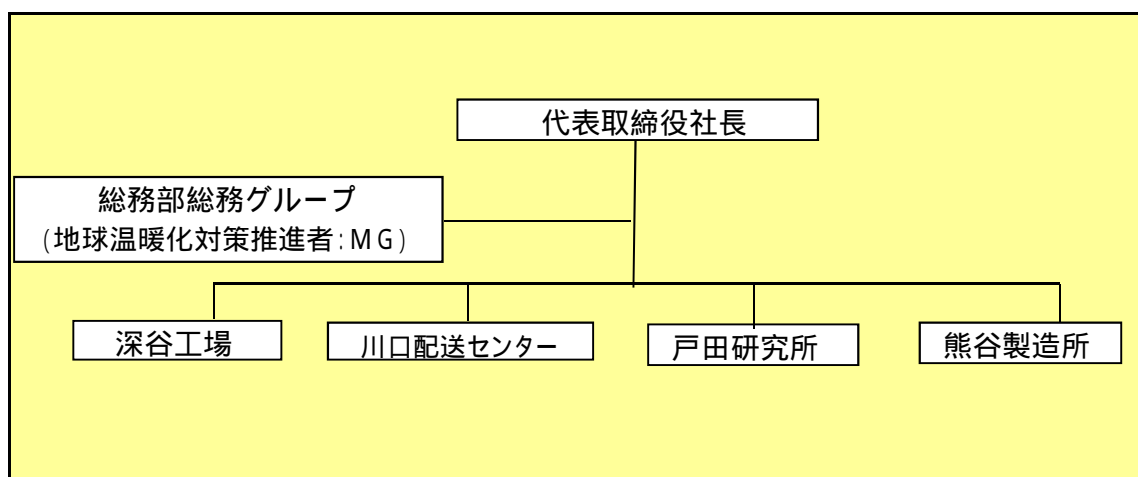 代表取締役社長
総務部総務グループ
(地球温暖化対策推進者:MG)
深谷工場
川口配送センター
戸田研究所
熊谷製造所